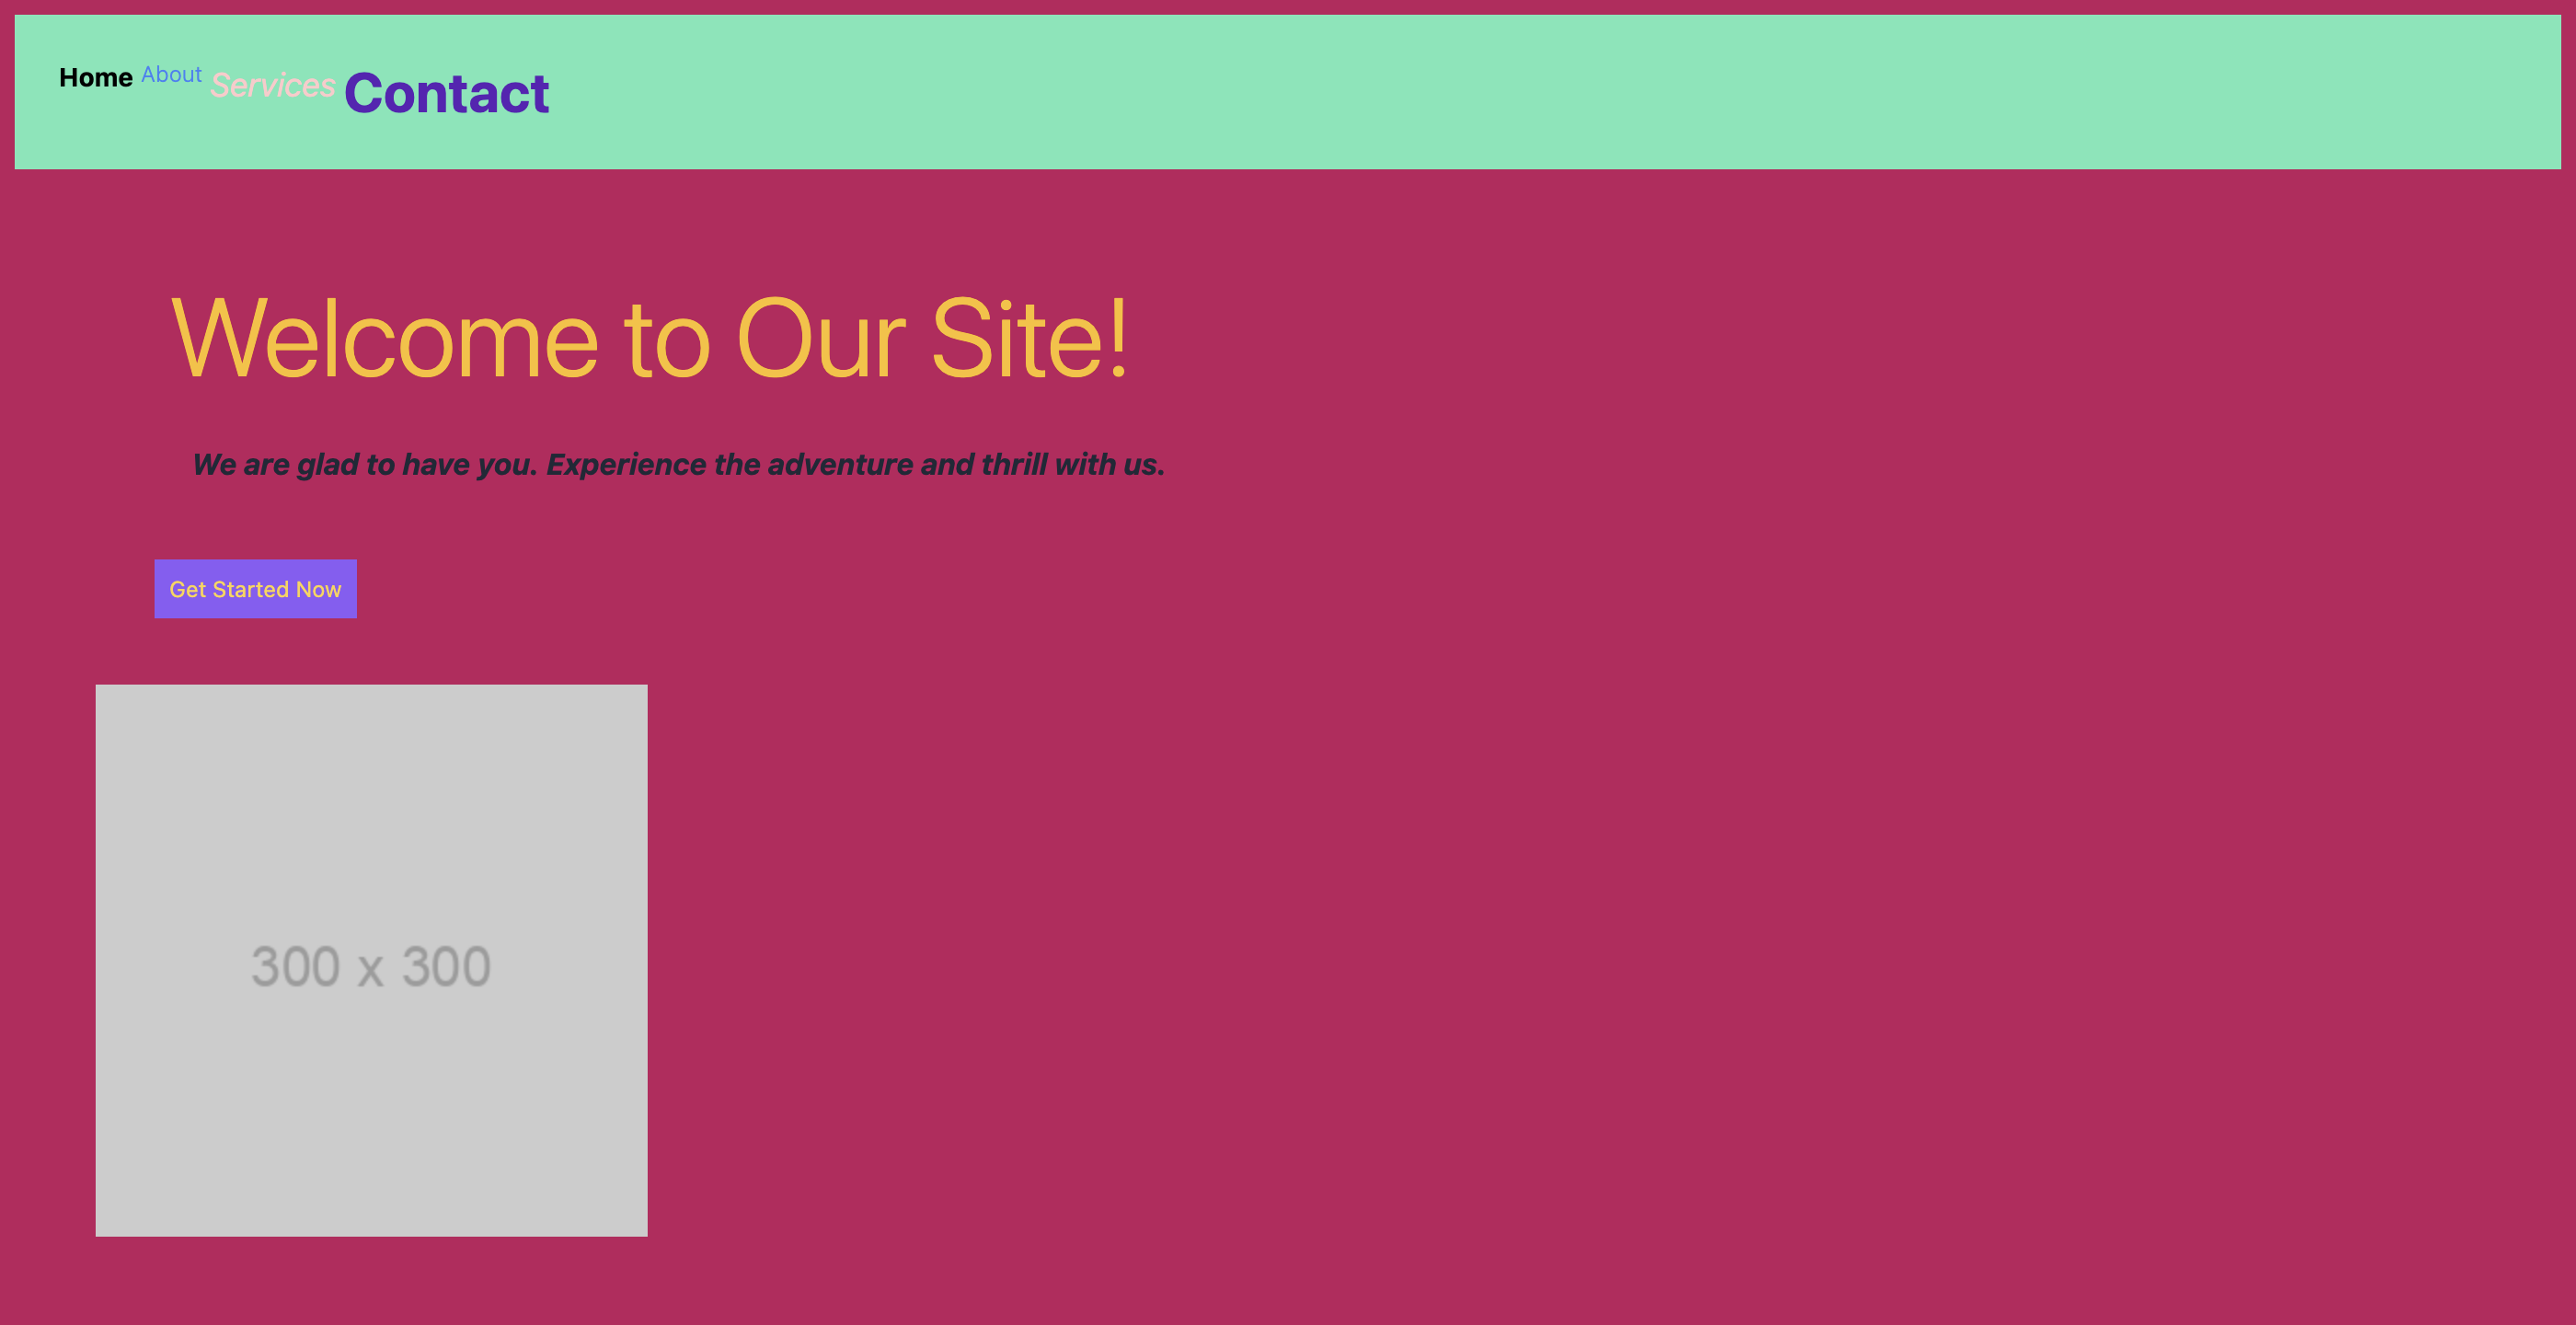 Home About Services Contact
Welcome to Our Site!
We are glad to have you. Experience the adventure and thrill with us.
Get Started Now
300 x 300